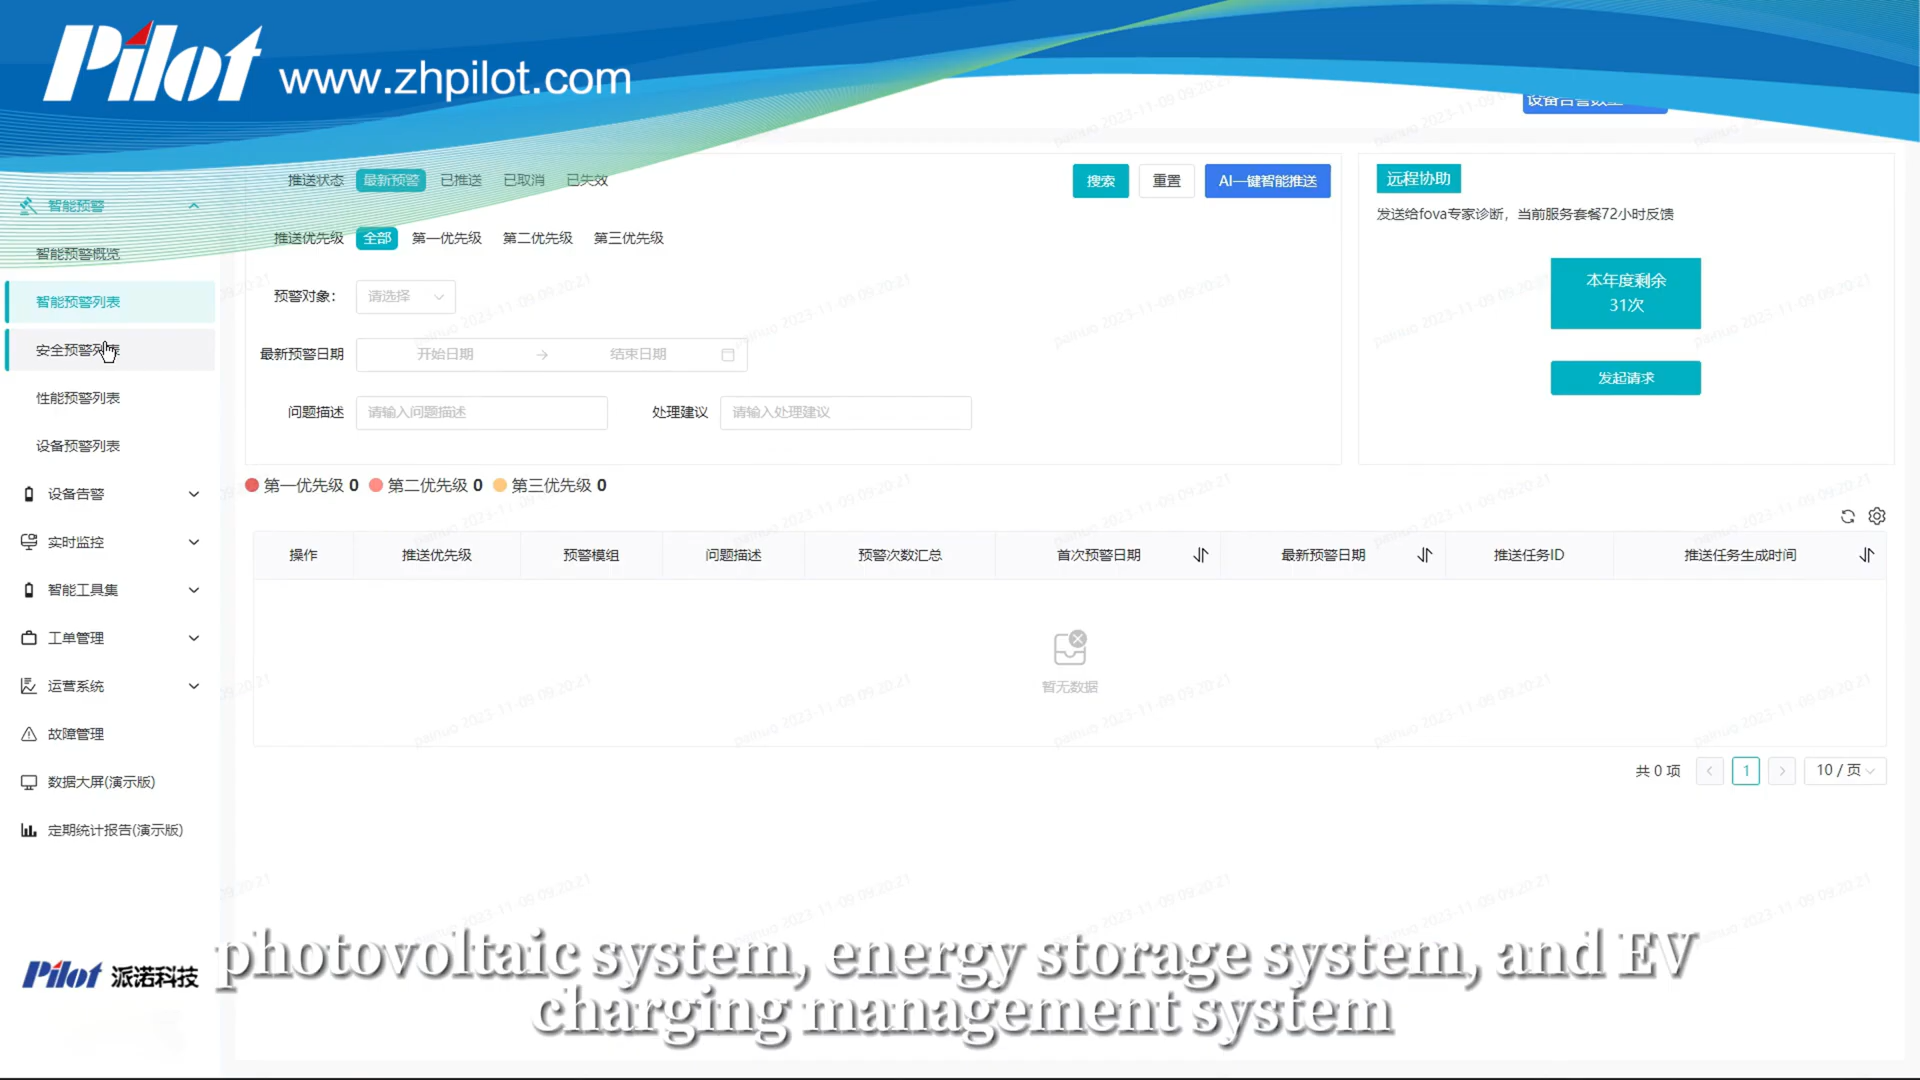 Pilot www.zhpilot.com
推送状态 最新预警 已推送 已取消 已失效
搜索 重置 AI一键智能推送
远程协助
发送给fova专家诊断，当前服务套餐72小时反馈
本年度剩余
31次
发起请求
推送优先级 全部 第一优先级 第二优先级 第三优先级
预警对象： 请选择
最新预警日期 开始日期 结束日期
问题描述 请输入问题描述 处理建议 请输入处理建议
智能预警
智能预警概览
智能预警列表
安全预警列表
性能预警列表
设备预警列表
设备告警
实时监控
智能工具集
工单管理
运营系统
故障管理
数据大屏(演示版)
定期统计报告(演示版)
第一优先级 0 第二优先级 0 第三优先级 0
操作 推送优先级 预警模组 问题描述 预警次数汇总 首次预警日期 最新预警日期 推送任务ID 推送任务生成时间
暂无数据
共 0 项 1 10 / 页
painuo 2023-11-09 09:20:21
Pilot 派诺科技
photovoltaic system, energy storage system, and EV
charging management system